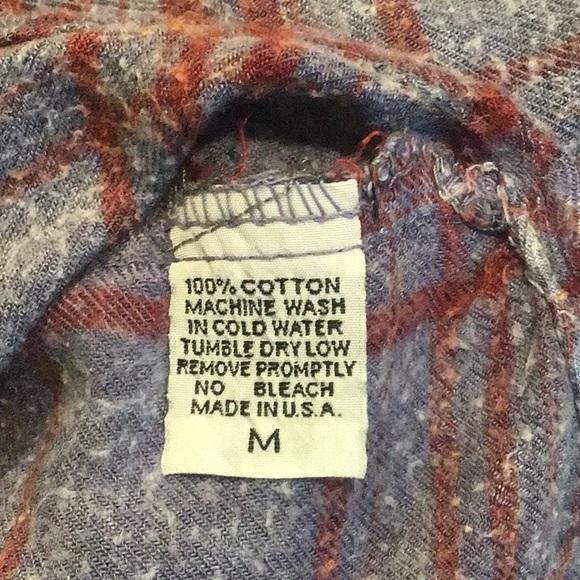 100% COTTON
MACHINE WASH
IN COLD WATER
TUMBLE DRY LOW
REMOVE PROMPTLY
NO BLEACH
MADE IN U.S.A.
M